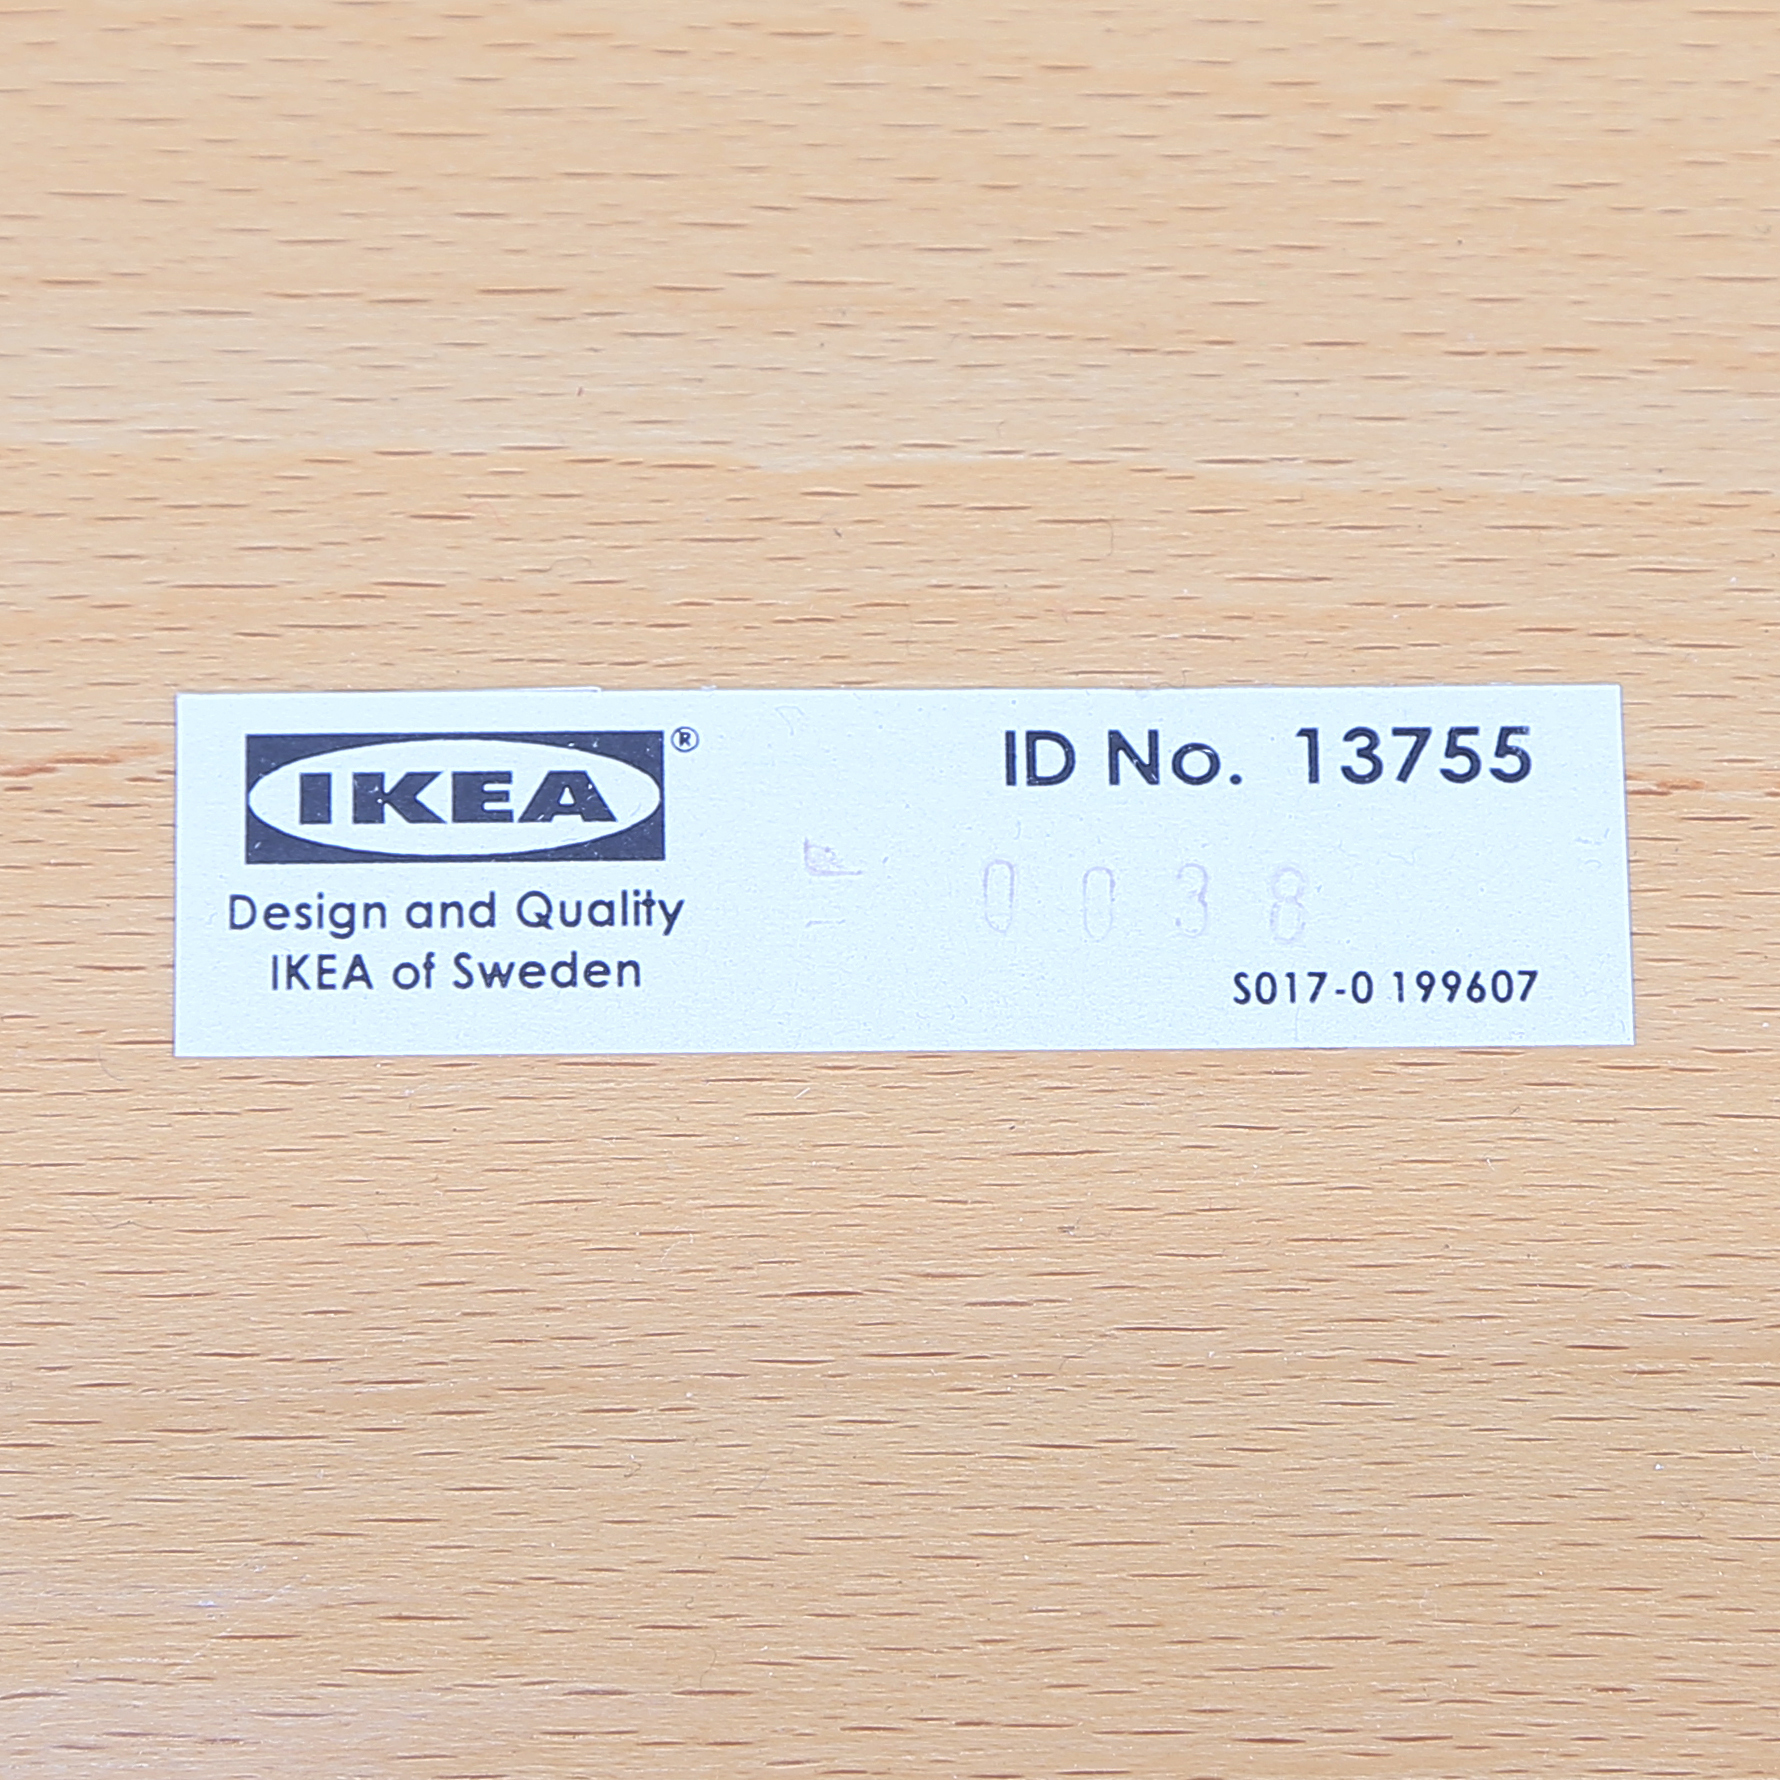 IKEA®
Design and Quality
IKEA of Sweden
ID No. 13755
0038
S017-0 199607